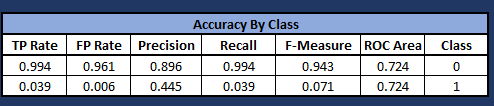 Accuracy By Class
TP Rate FP Rate Precision Recall F-Measure ROC Area Class
0.994 0.961 0.896 0.994 0.943 0.724 0
0.039 0.006 0.445 0.039 0.071 0.724 1